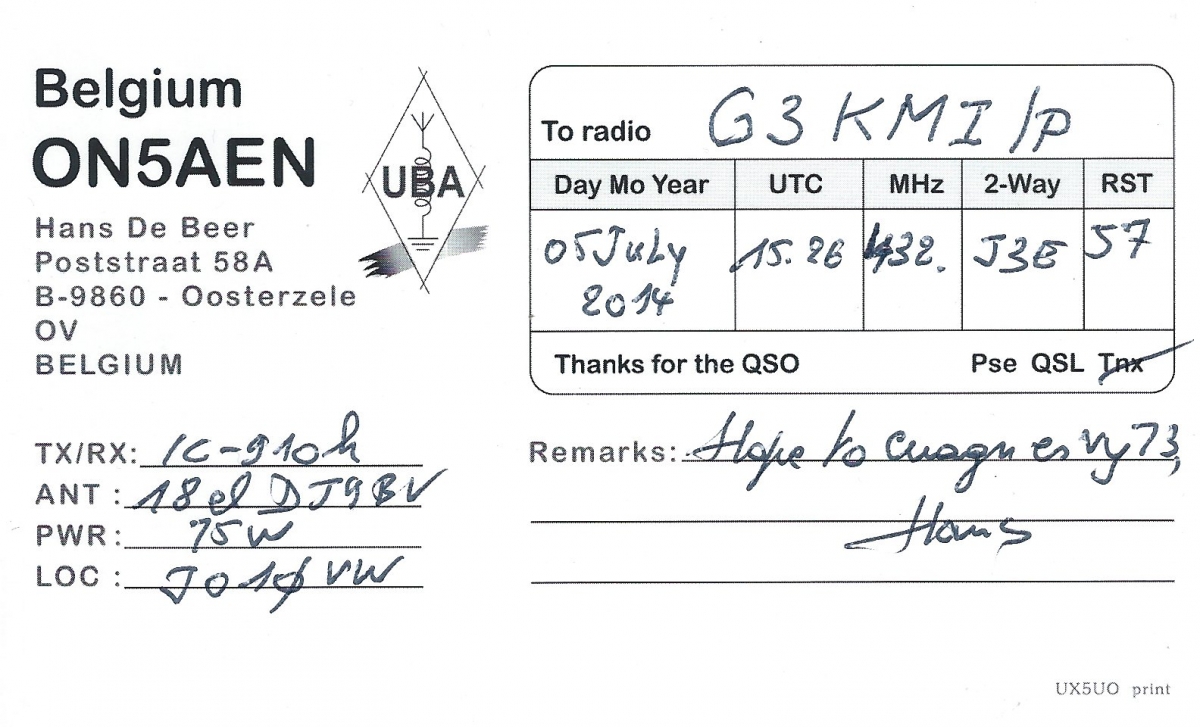 Belgium
ON5AEN
Hans De Beer
Poststraat 58A
B-9860 - Oosterzele
OV
BELGIUM
UBA
To radio G3KMI/P
Day Mo Year UTC MHz 2-Way RST
05 July 2014 15.26 432. J3E 57
Thanks for the QSO Pse QSL Tnx
TX/RX: IC-910h
ANT : 18 el DJ9BV
PWR : 75W
LOC : JO10VW
Remarks: Hope to cuagn es vy 73,
Hans
UX5UO print